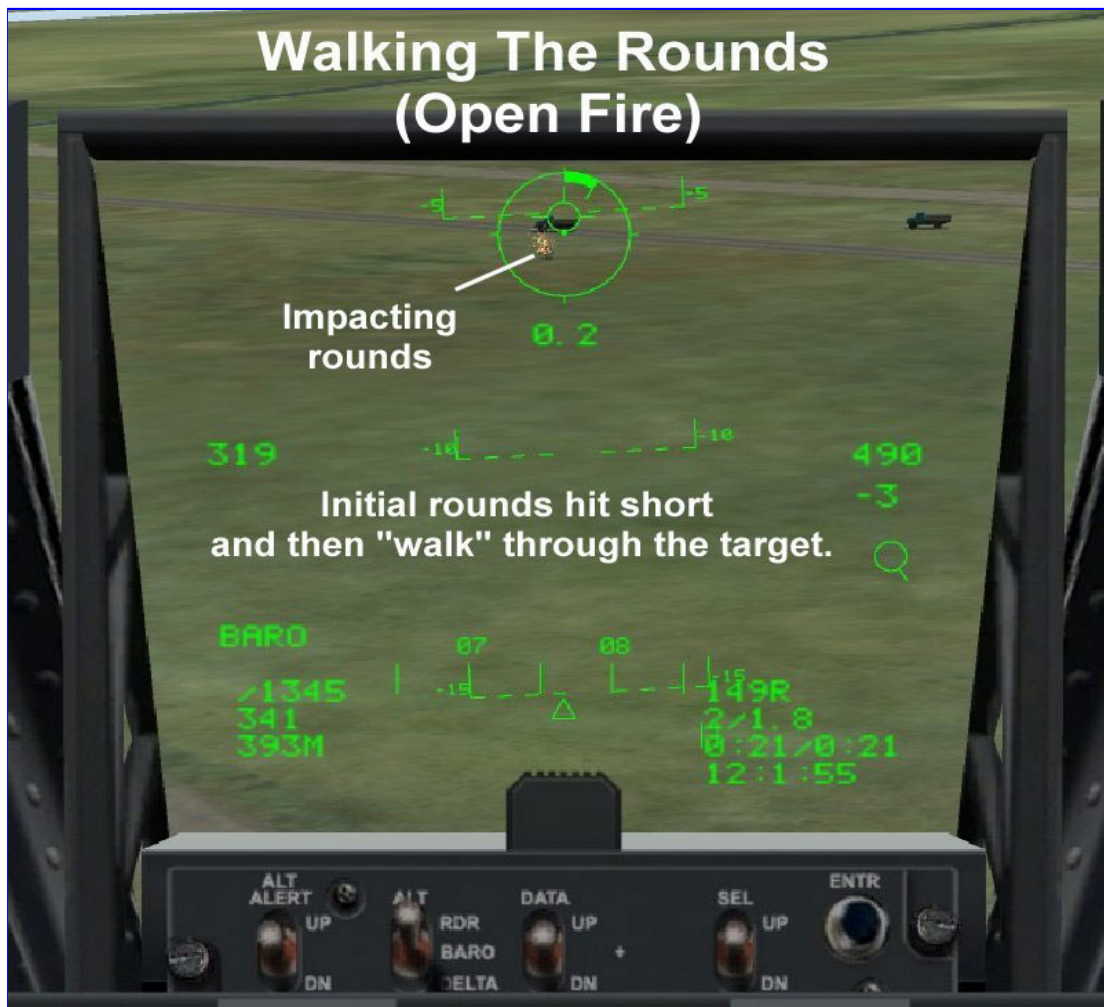 Walking The Rounds
(Open Fire)
-5 -5
Impacting
rounds
0.2
319 -10 -10 490
-3
Initial rounds hit short
and then "walk" through the target.
BARO 07 08
/1345 -15 -15 149R
341 2/1.8
393M 0:21/0:21
12:1:55
ALT
ALERT
UP
DN
ALT
RDR
BARO
DELTA
DATA
UP
+
DN
SEL
UP
DN
ENTR